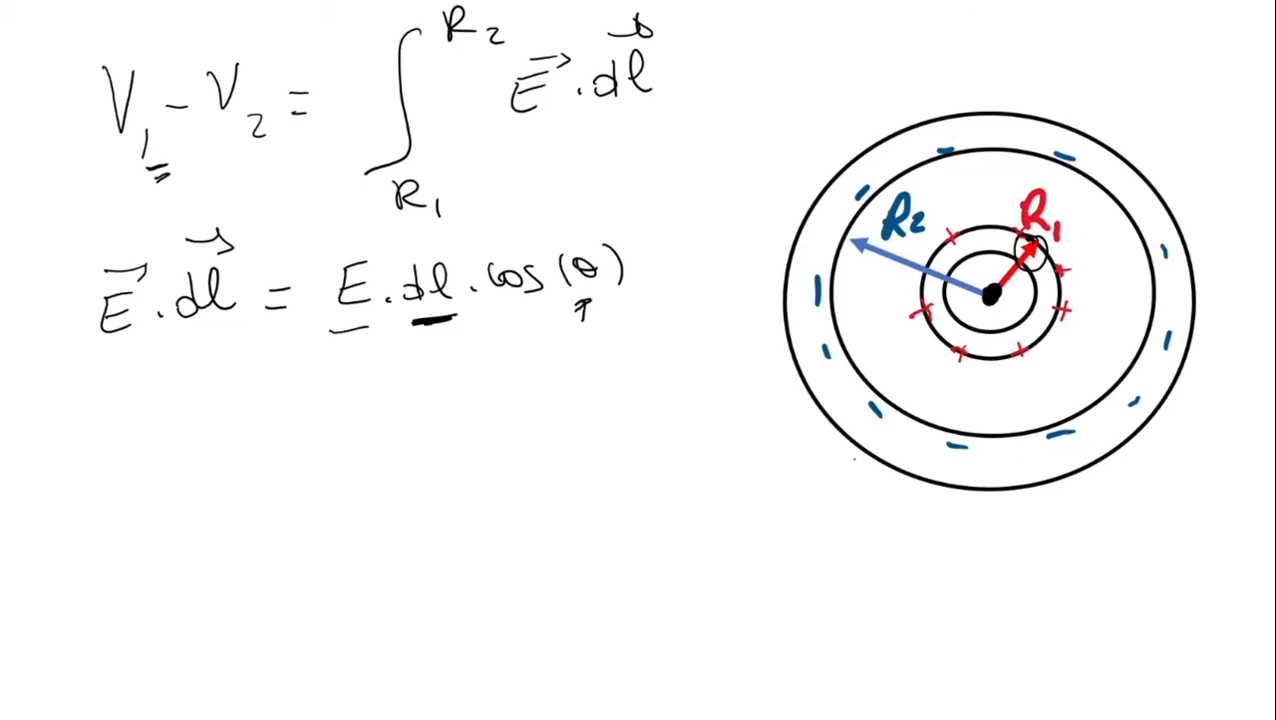 V₁ - V₂ = ∫_{R₁}^{R₂} E⃗ . dl⃗
E⃗ . dl⃗ = E . dl . cos(θ)
R₂
R₁